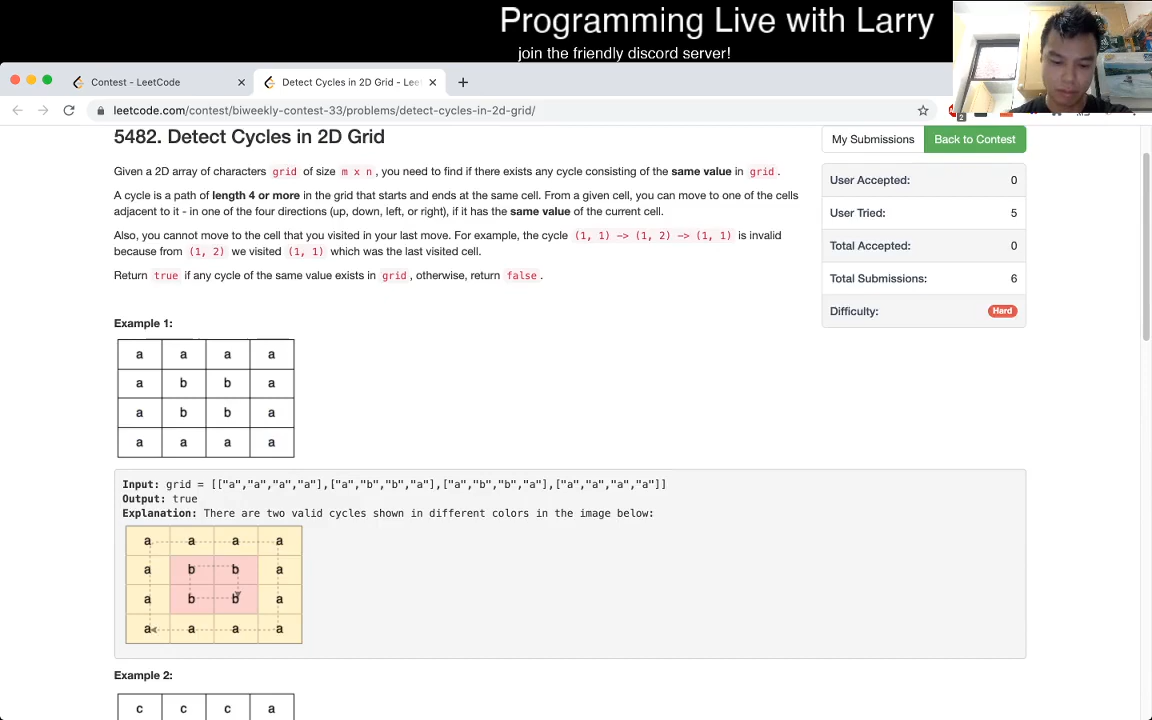 Programming Live with Larry
join the friendly discord server!
Contest - LeetCode
Detect Cycles in 2D Grid - Lee
leetcode.com/contest/biweekly-contest-33/problems/detect-cycles-in-2d-grid/
2
5482. Detect Cycles in 2D Grid
My Submissions
Back to Contest
Given a 2D array of characters grid of size m x n, you need to find if there exists any cycle consisting of the same value in grid.
A cycle is a path of length 4 or more in the grid that starts and ends at the same cell. From a given cell, you can move to one of the cells
adjacent to it - in one of the four directions (up, down, left, or right), if it has the same value of the current cell.
Also, you cannot move to the cell that you visited in your last move. For example, the cycle (1, 1) -> (1, 2) -> (1, 1) is invalid
because from (1, 2) we visited (1, 1) which was the last visited cell.
Return true if any cycle of the same value exists in grid, otherwise, return false.
User Accepted: 0
User Tried: 5
Total Accepted: 0
Total Submissions: 6
Difficulty: Hard
Example 1:
a a a a
a b b a
a b b a
a a a a
Input: grid = [["a","a","a","a"],["a","b","b","a"],["a","b","b","a"],["a","a","a","a"]]
Output: true
Explanation: There are two valid cycles shown in different colors in the image below:
a a a a
a b b a
a b b a
a a a a
Example 2:
c c c a